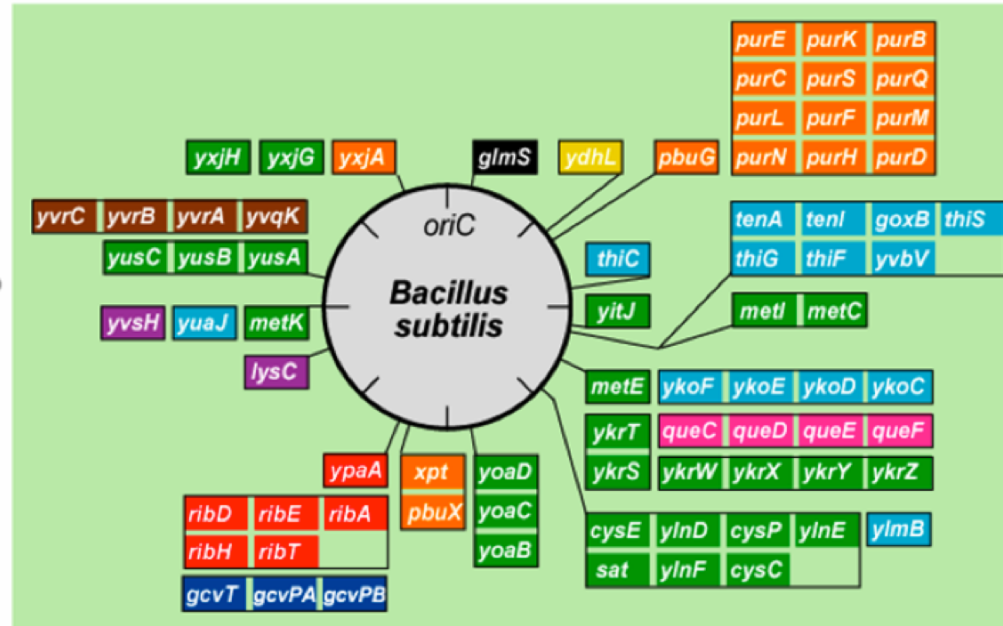 purE purK purB
purC purS purQ
purL purF purM
purN purH purD
yxjH yxjG yxjA
glmS ydhL pbuG
yvrC yvrB yvrA yvqK
yusC yusB yusA
oriC
Bacillus
subtilis
tenA tenI goxB thiS
thiG thiF yvbV
thiC
yitJ
metI metC
yvsH yuaJ metK
lysC
metE ykoF ykoE ykoD ykoC
ykrT queC queD queE queF
ykrS ykrW ykrX ykrY ykrZ
ypaA xpt yoaD
pbuX yoaC
yoaB
ribD ribE ribA
ribH ribT
gcvT gcvPA gcvPB
cysE ylnD cysP ylnE ylmB
sat ylnF cysC